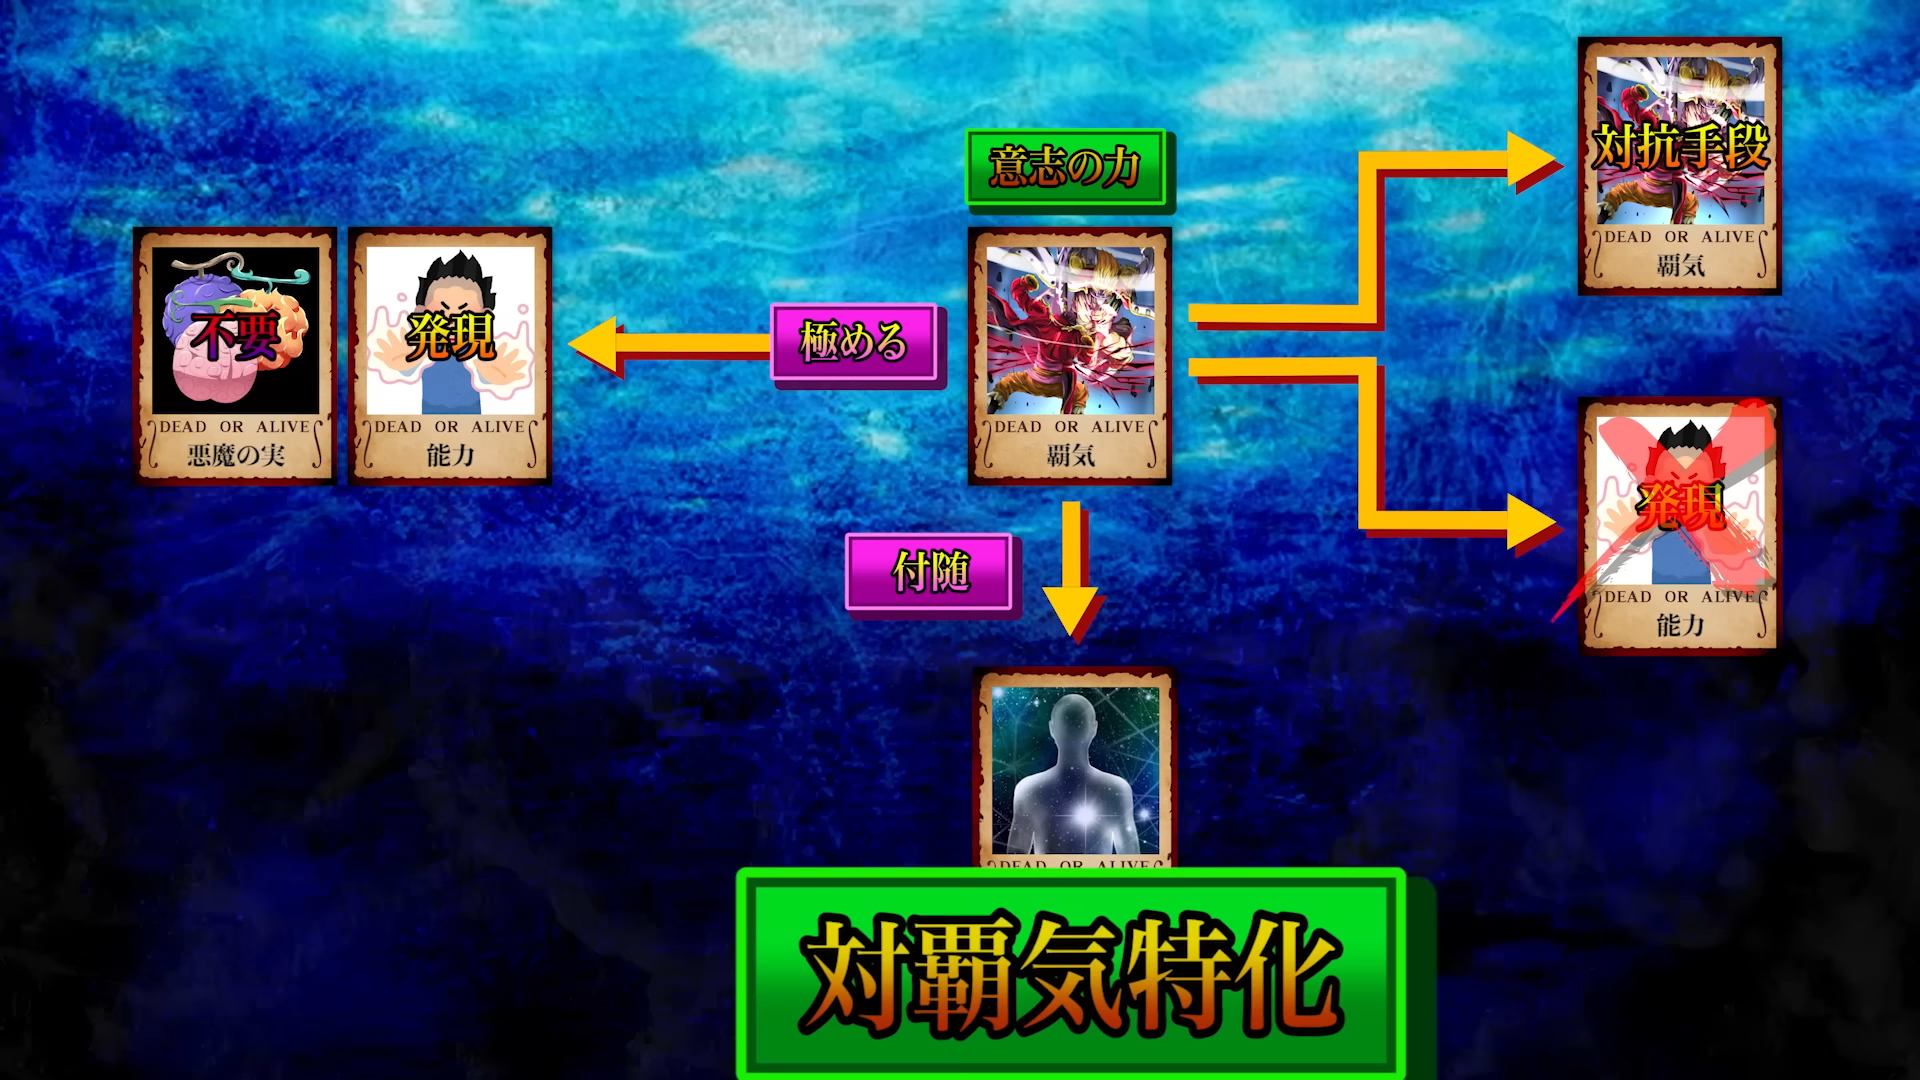 意志の力
対抗手段
DEAD OR ALIVE
覇気
不要
DEAD OR ALIVE
悪魔の実
発現
DEAD OR ALIVE
能力
極める
DEAD OR ALIVE
覇気
発現
DEAD OR ALIVE
能力
付随
DEAD OR ALIVE
対覇気特化